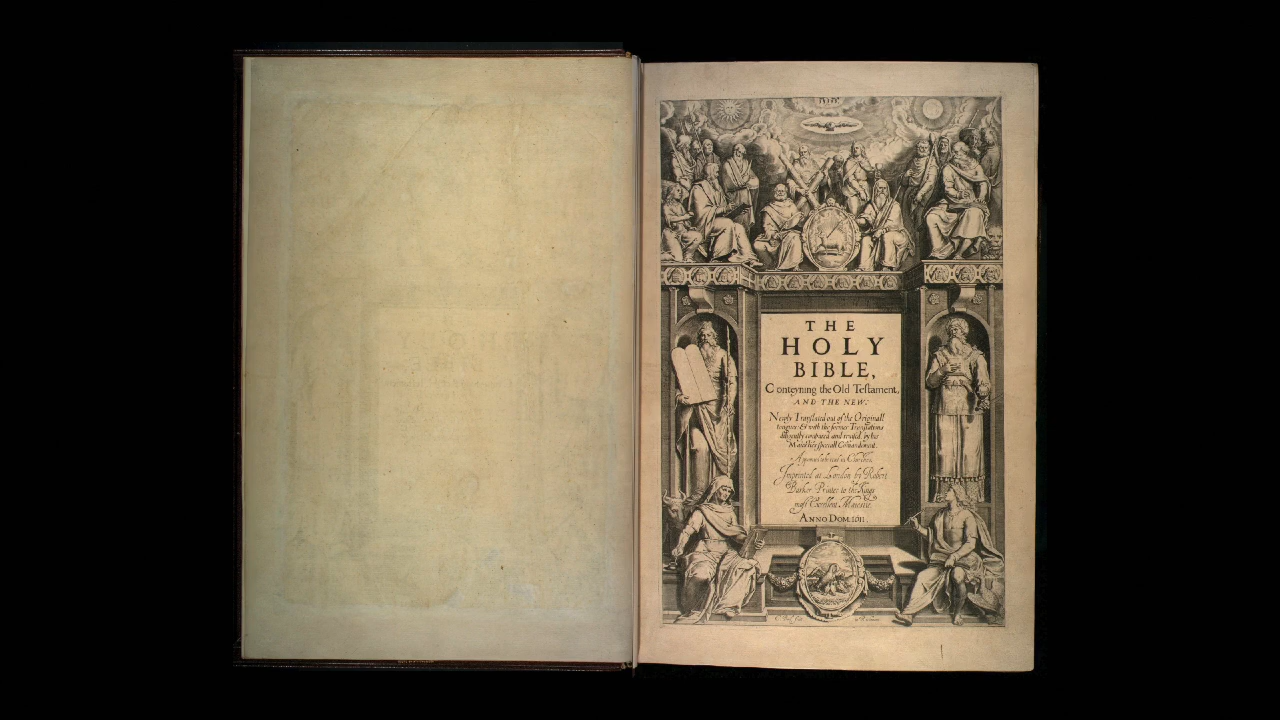 THE
HOLY
BIBLE,
Conteyning the Old Testament,
AND THE NEW:
Newly Translated out of the Originall
tongues: & with the former Translations
diligently compared and revised, by his
Maiesties speciall Comandement.
Appointed to be read in Churches.
Imprinted at London by Robert
Barker Printer to the Kings
most Excellent Maiestie.
ANNO DOM. 1611.